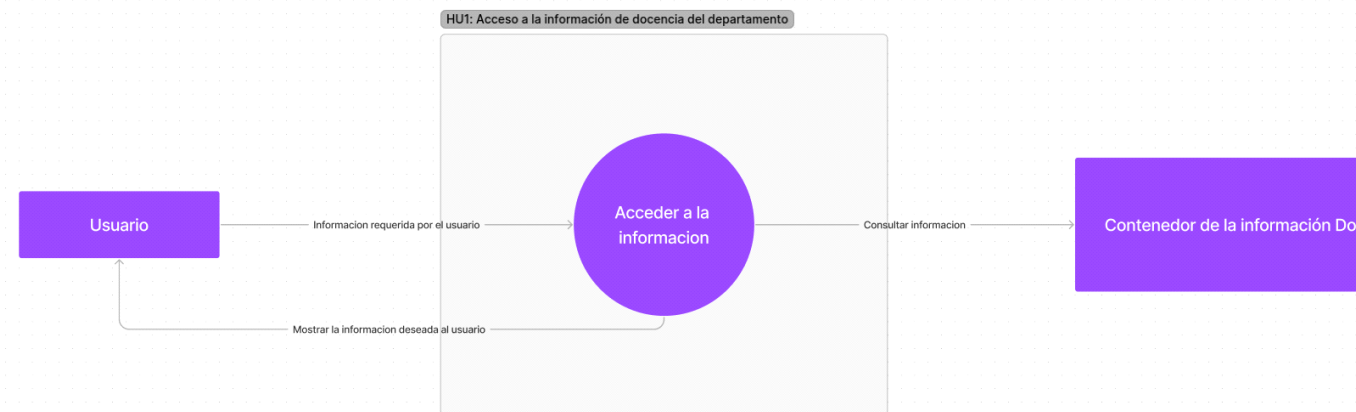 HU1: Acceso a la información de docencia del departamento
Usuario
Informacion requerida por el usuario
Acceder a la
informacion
Consultar informacion
Contenedor de la información Do
Mostrar la informacion deseada al usuario